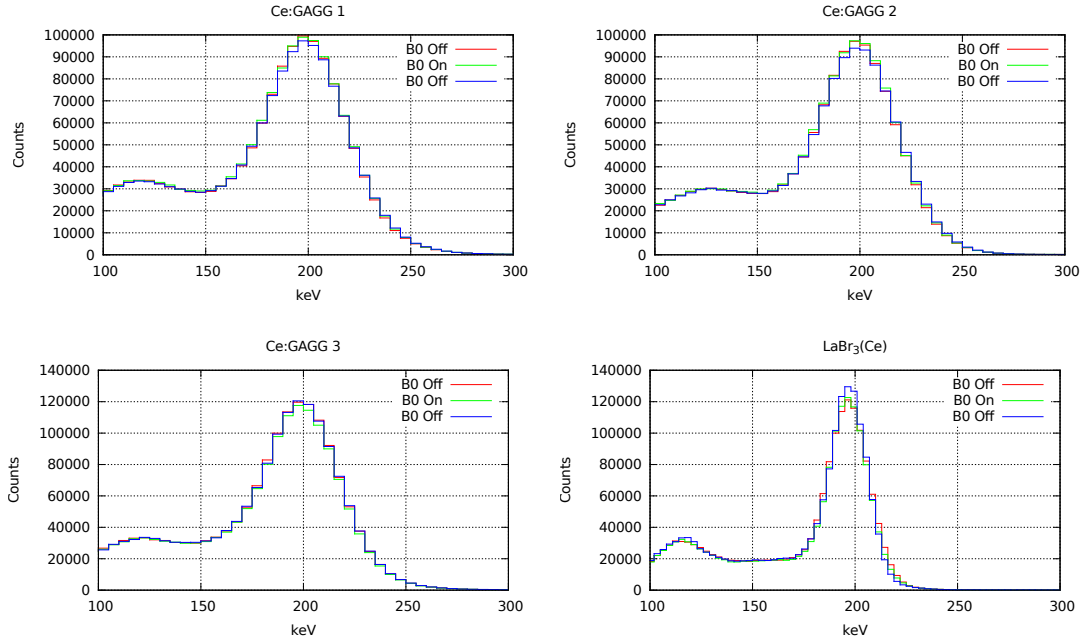 Ce:GAGG 1
100000
90000
80000
70000
60000
50000
40000
30000
20000
10000
0
Counts
B0 Off
B0 On
B0 Off
100 150 200 250 300
keV
Ce:GAGG 2
100000
90000
80000
70000
60000
50000
40000
30000
20000
10000
0
Counts
B0 Off
B0 On
B0 Off
100 150 200 250 300
keV
Ce:GAGG 3
140000
120000
100000
80000
60000
40000
20000
0
Counts
B0 Off
B0 On
B0 Off
100 150 200 250 300
keV
LaBr₃(Ce)
140000
120000
100000
80000
60000
40000
20000
0
Counts
B0 Off
B0 On
B0 Off
100 150 200 250 300
keV